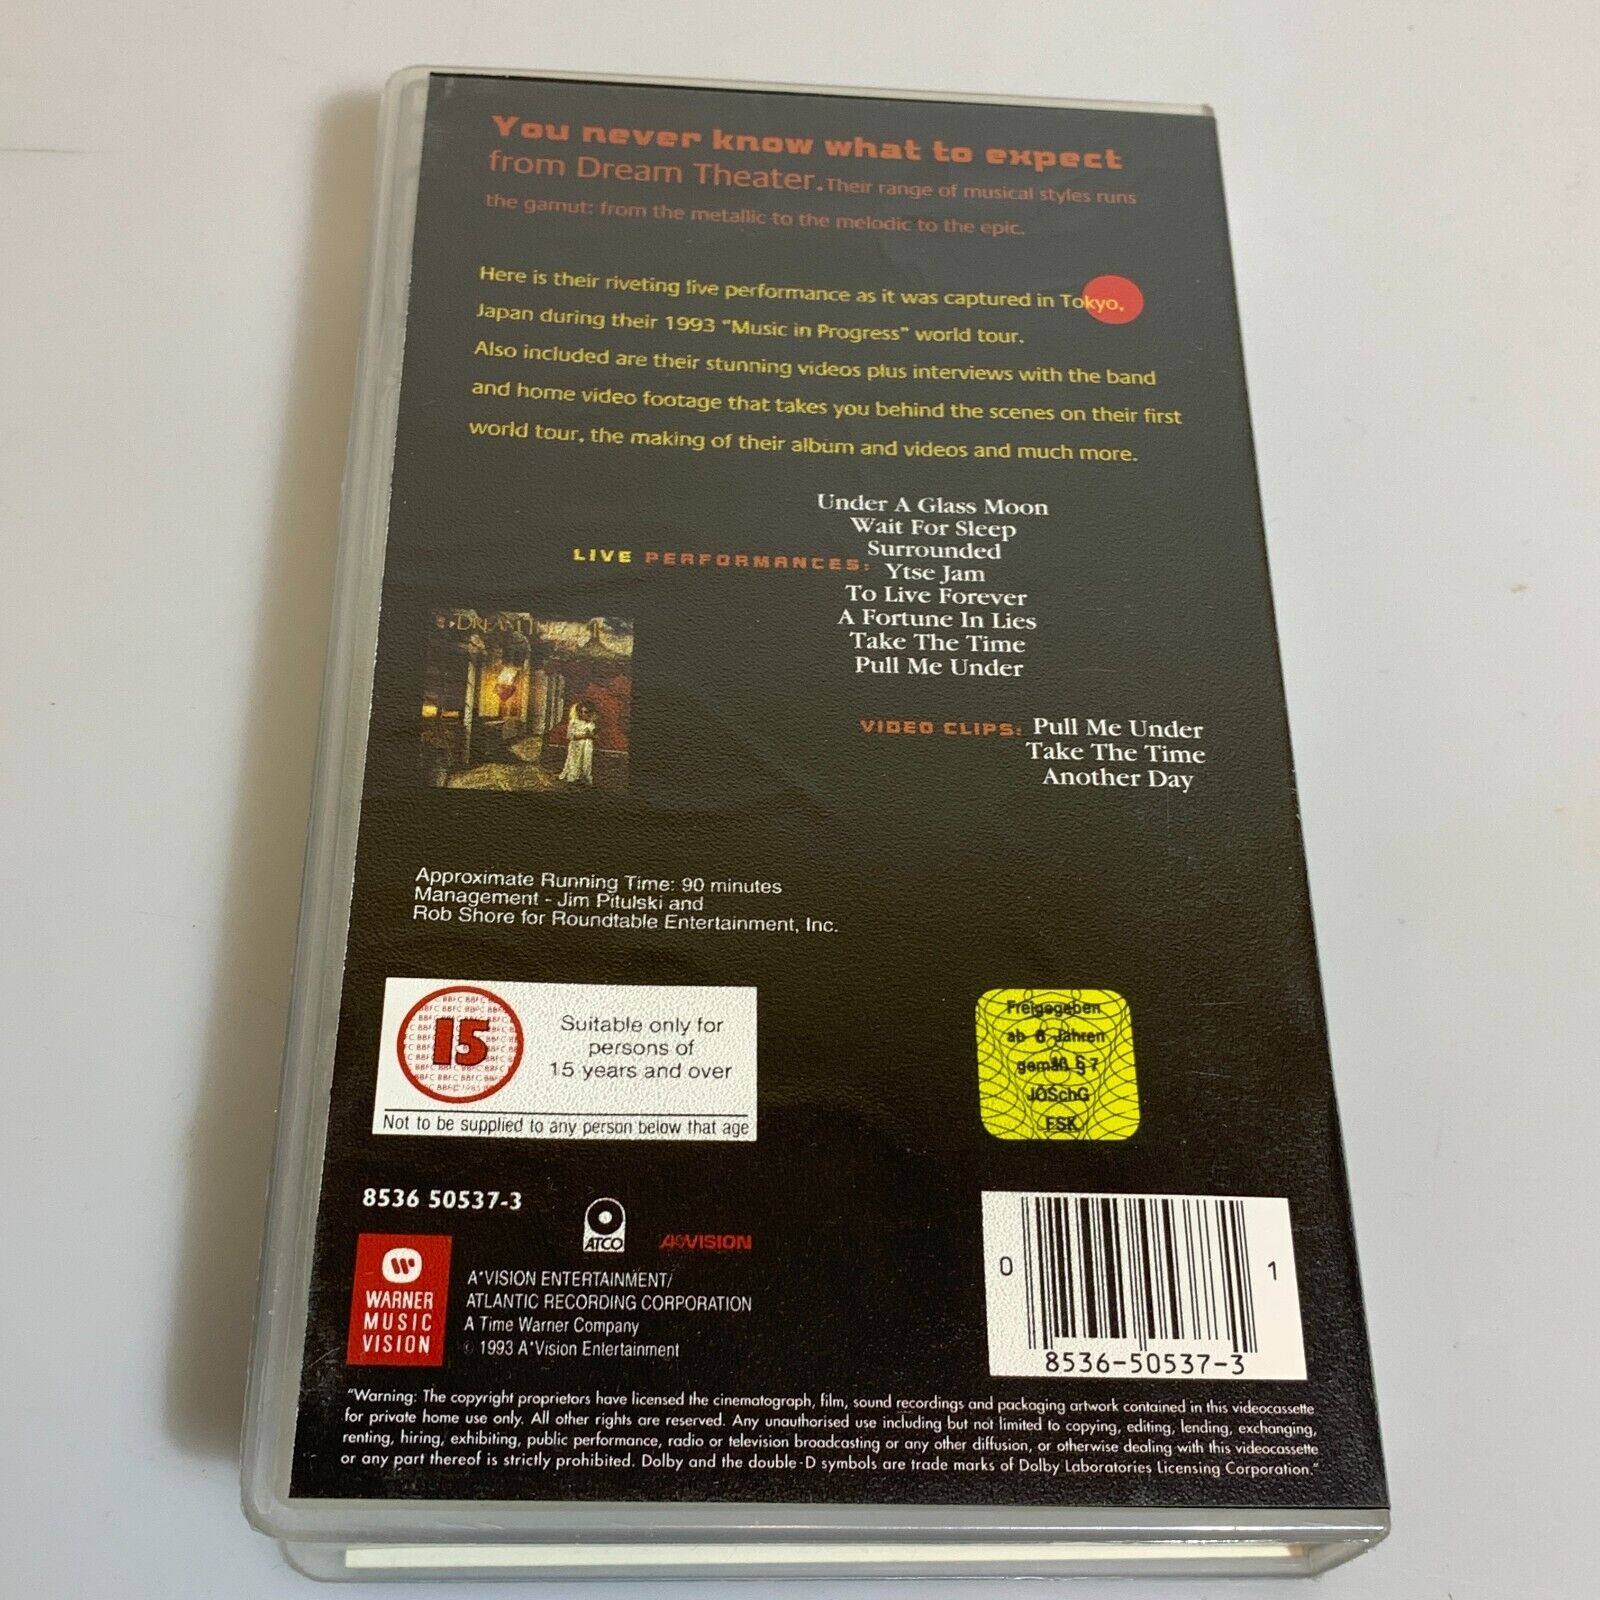 You never know what to expect
from Dream Theater. Their range of musical styles runs
the gamut: from the metallic to the melodic to the epic.
Here is their riveting live performance as it was captured in Tokyo,
Japan during their 1993 "Music in Progress" world tour.
Also included are their stunning videos plus interviews with the band
and home video footage that takes you behind the scenes on their first
world tour, the making of their album and videos and much more.
LIVE PERFORMANCES:
Under A Glass Moon
Wait For Sleep
Surrounded
Ytse Jam
To Live Forever
A Fortune In Lies
Take The Time
Pull Me Under
DREAM THEATER
VIDEO CLIPS: Pull Me Under
Take The Time
Another Day
Approximate Running Time: 90 minutes
Management - Jim Pitulski and
Rob Shore for Roundtable Entertainment, Inc.
15
Suitable only for
persons of
15 years and over
Not to be supplied to any person below that age
Freigegeben
ab 6 Jahren
gemäß § 7
JÖSchG
FSK
8536 50537-3
ATCO
A*VISION
WARNER
MUSIC
VISION
A*VISION ENTERTAINMENT/
ATLANTIC RECORDING CORPORATION
A Time Warner Company
© 1993 A*Vision Entertainment
0 8536-50537-3 1
"Warning: The copyright proprietors have licensed the cinematograph, film, sound recordings and packaging artwork contained in this videocassette
for private home use only. All other rights are reserved. Any unauthorised use including but not limited to copying, editing, lending, exchanging,
renting, hiring, exhibiting, public performance, radio or television broadcasting or any other diffusion, or otherwise dealing with this videocassette
or any part thereof is strictly prohibited. Dolby and the double-D symbols are trade marks of Dolby Laboratories Licensing Corporation."